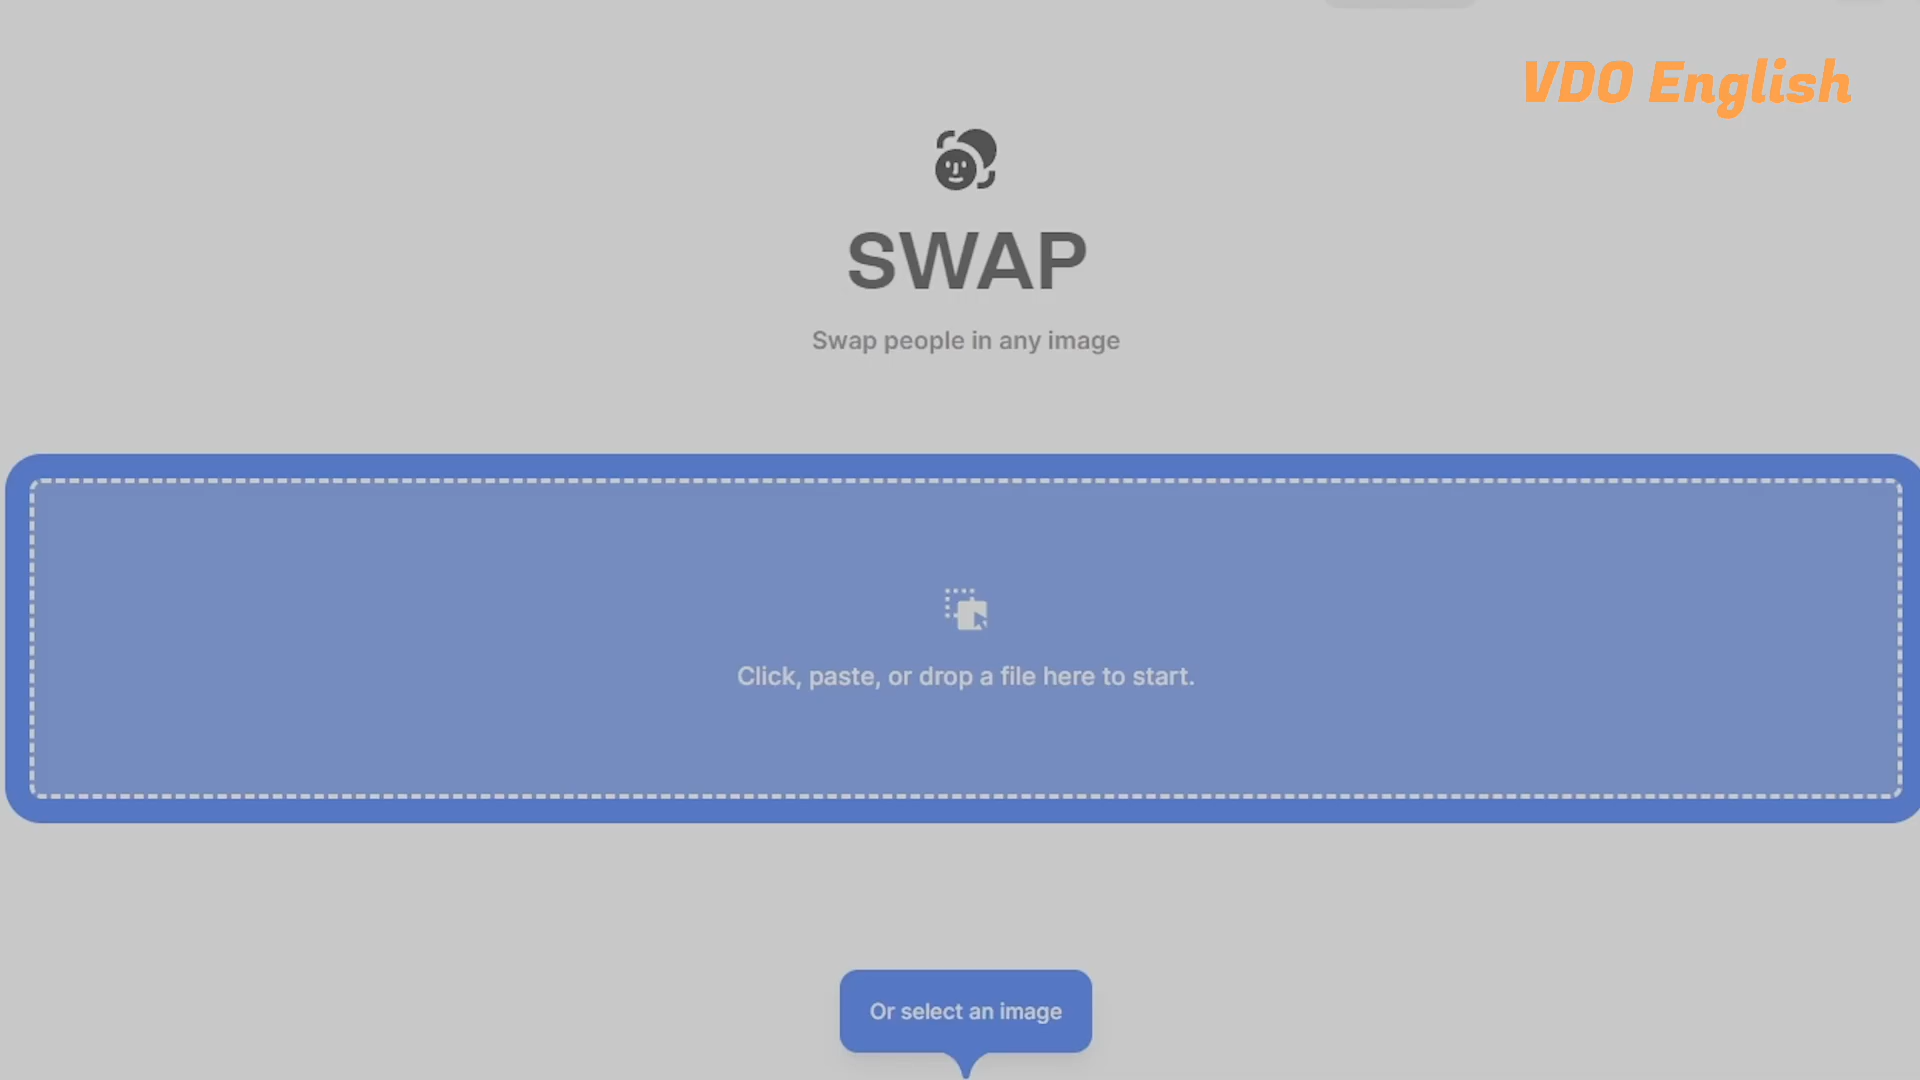 VDO English
SWAP
Swap people in any image
Click, paste, or drop a file here to start.
Or select an image